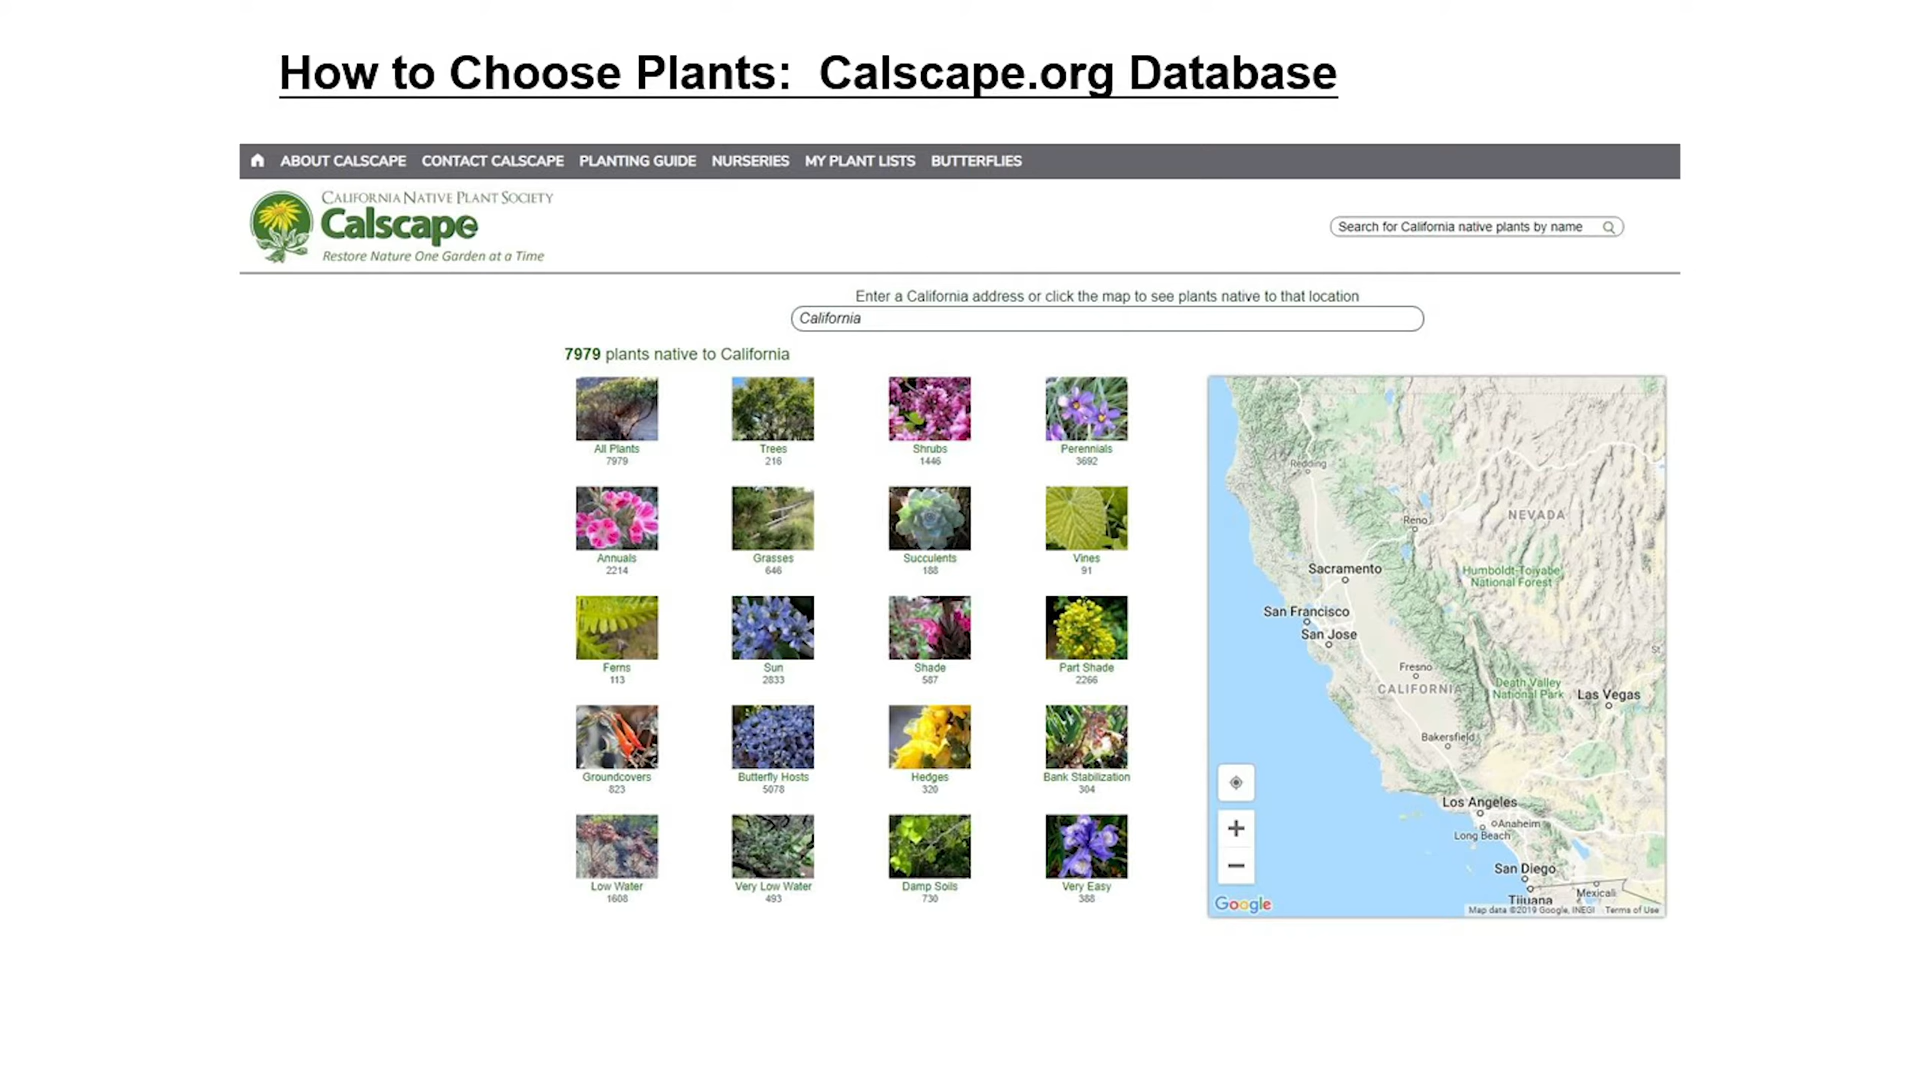 How to Choose Plants:  Calscape.org Database
ABOUT CALSCAPE CONTACT CALSCAPE PLANTING GUIDE NURSERIES MY PLANT LISTS BUTTERFLIES
CALIFORNIA NATIVE PLANT SOCIETY
Calscape
Restore Nature One Garden at a Time
Search for California native plants by name
Enter a California address or click the map to see plants native to that location
California
7979 plants native to California
All Plants Trees Shrubs Perennials
7979 216 1446 3692
Annuals Grasses Succulents Vines
2214 646 188 91
Ferns Sun Shade Part Shade
113 2833 587 2266
Groundcovers Butterfly Hosts Hedges Bank Stabilization
823 5078 320 304
Low Water Very Low Water Damp Soils Very Easy
1608 493 730 388
Redding
Reno
NEVADA
Sacramento
Humboldt-Toiyabe
National Forest
San Francisco
San Jose
St.
Fresno
CALIFORNIA
Death Valley
National Park
Las Vegas
Bakersfield
Los Angeles
Anaheim
Long Beach
San Diego
Mexicali
Tijuana
Google
Map data ©2019 Google, INEGI Terms of Use